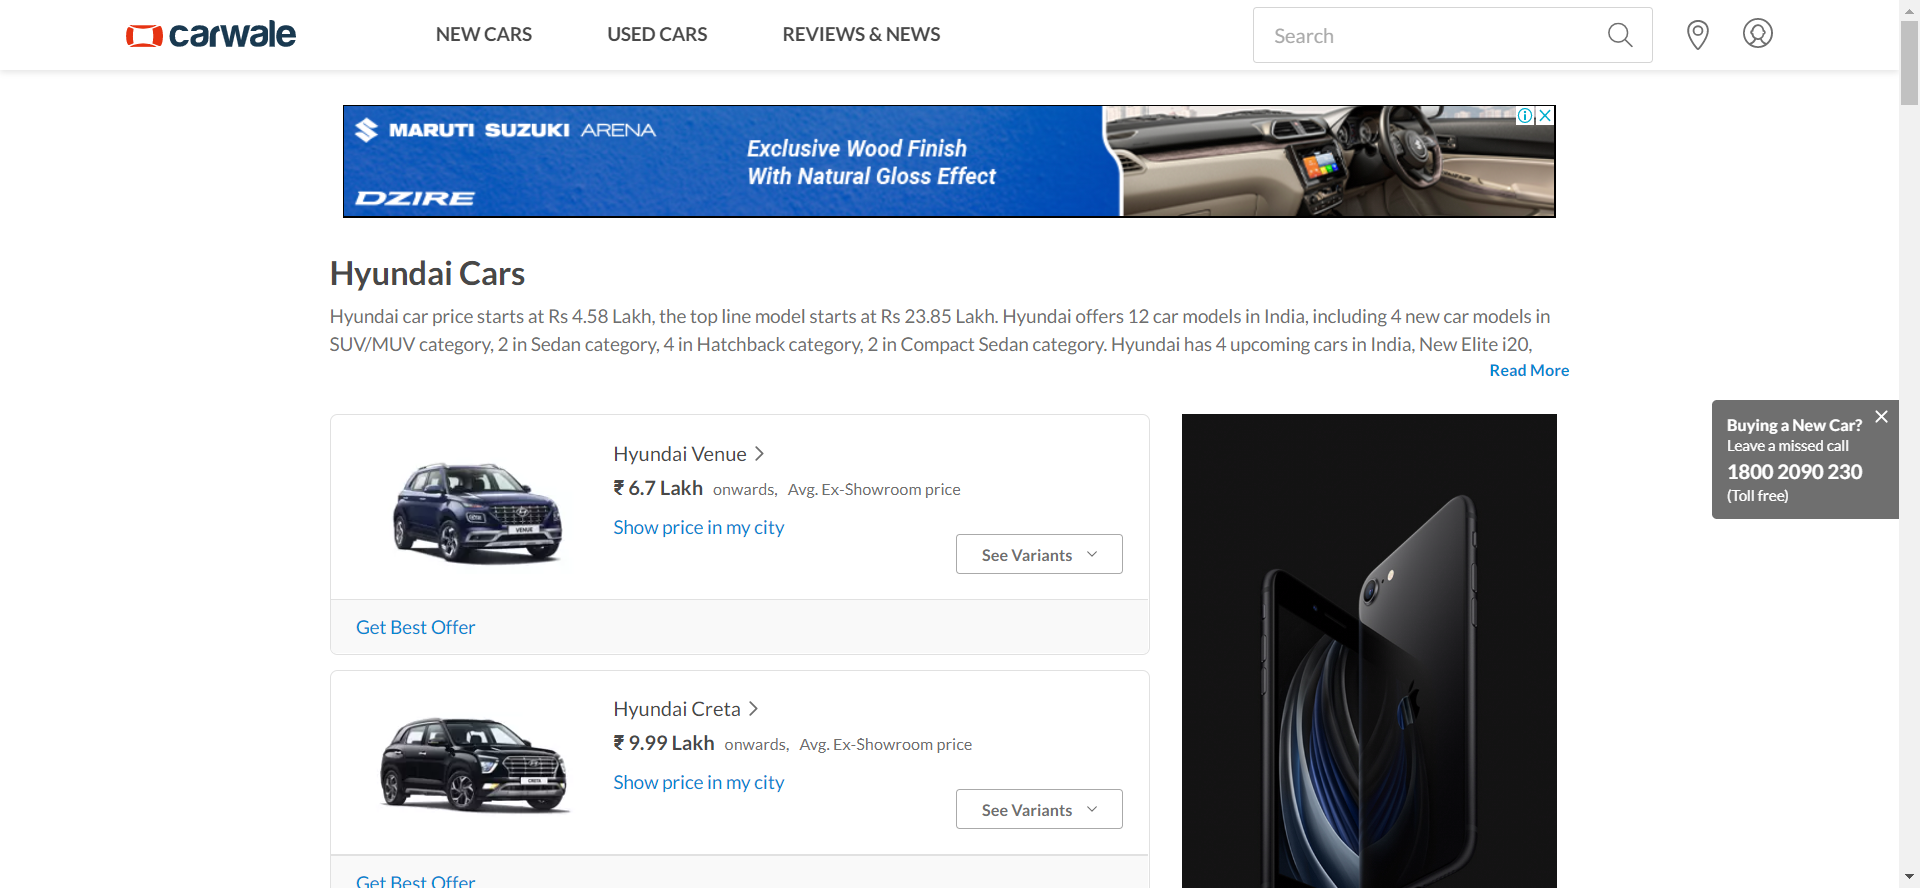 carwale
NEW CARS
USED CARS
REVIEWS & NEWS
Search
MARUTI SUZUKI ARENA
Exclusive Wood Finish
With Natural Gloss Effect
DZIRE
Hyundai Cars
Hyundai car price starts at Rs 4.58 Lakh, the top line model starts at Rs 23.85 Lakh. Hyundai offers 12 car models in India, including 4 new car models in
SUV/MUV category, 2 in Sedan category, 4 in Hatchback category, 2 in Compact Sedan category. Hyundai has 4 upcoming cars in India, New Elite i20,
Read More
Buying a New Car?
Leave a missed call
1800 2090 230
(Toll free)
Hyundai Venue
₹ 6.7 Lakh onwards, Avg. Ex-Showroom price
Show price in my city
VENUE
See Variants
Get Best Offer
Hyundai Creta
₹ 9.99 Lakh onwards, Avg. Ex-Showroom price
Show price in my city
CRETA
See Variants
Get Best Offer